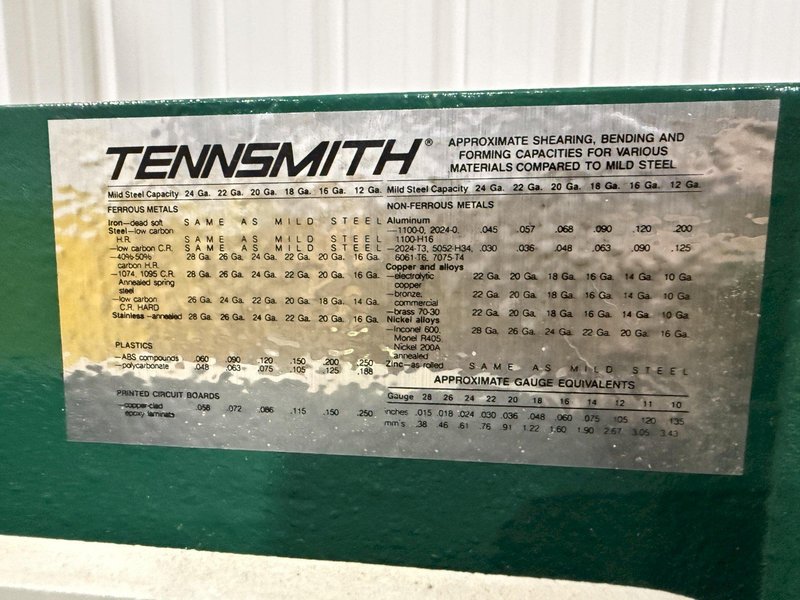 TENNSMITH®
APPROXIMATE SHEARING, BENDING AND
FORMING CAPACITIES FOR VARIOUS
MATERIALS COMPARED TO MILD STEEL
Mild Steel Capacity 24 Ga. 22 Ga. 20 Ga. 18 Ga. 16 Ga. 12 Ga.
FERROUS METALS
Iron—dead soft SAME AS MILD STEEL
Steel—low carbon
H.R. SAME AS MILD STEEL
—low carbon C.R. SAME AS MILD STEEL
—40% 50% 28 Ga. 26 Ga. 24 Ga. 22 Ga. 20 Ga. 16 Ga.
carbon H.R.
—1074, 1095 C.R. 28 Ga. 26 Ga. 24 Ga. 22 Ga. 20 Ga. 16 Ga.
Annealed spring
steel
—low carbon 26 Ga. 24 Ga. 22 Ga. 20 Ga. 18 Ga. 14 Ga.
C.R. HARD
Stainless—annealed 28 Ga. 26 Ga. 24 Ga. 22 Ga. 20 Ga. 16 Ga.
PLASTICS
—ABS compounds .060 .090 .120 .150 .200 .250
—polycarbonate .048 .063 .075 .105 .125 .188
PRINTED CIRCUIT BOARDS
—copper-clad .058 .072 .086 .115 .150 .250
epoxy laminats
Mild Steel Capacity 24 Ga. 22 Ga. 20 Ga. 18 Ga. 16 Ga. 12 Ga.
NON-FERROUS METALS
Aluminum
—1100-0, 2024-0, .045 .057 .068 .090 .120 .200
1100-H16
—2024-T3, 5052-H34, .030 .036 .048 .063 .090 .125
6061-T6, 7075-T4
Copper and alloys
—electrolytic 22 Ga. 20 Ga. 18 Ga. 16 Ga. 14 Ga. 10 Ga.
copper
—bronze, 22 Ga. 20 Ga. 18 Ga. 16 Ga. 14 Ga. 10 Ga.
commercial
—brass 70-30 22 Ga. 20 Ga. 18 Ga. 16 Ga. 14 Ga. 10 Ga.
Nickel alloys
—Inconel 600, 28 Ga. 26 Ga. 24 Ga. 22 Ga. 20 Ga. 16 Ga.
Monel R405,
Nickel 200A
annealed
Zinc—as rolled SAME AS MILD STEEL
APPROXIMATE GAUGE EQUIVALENTS
Gauge 28 26 24 22 20 18 16 14 12 11 10
inches .015 .018 .024 .030 .036 .048 .060 .075 .105 .120 .135
mm's .38 .46 .61 .76 .91 1.22 1.60 1.90 2.67 3.05 3.43